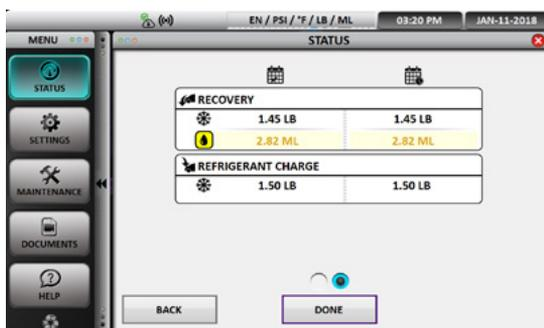 EN / PSI / °F / LB / ML 03:20 PM JAN-11-2018
MENU STATUS
STATUS
SETTINGS
MAINTENANCE
DOCUMENTS
HELP
RECOVERY
1.45 LB 1.45 LB
2.82 ML 2.82 ML
REFRIGERANT CHARGE
1.50 LB 1.50 LB
BACK DONE